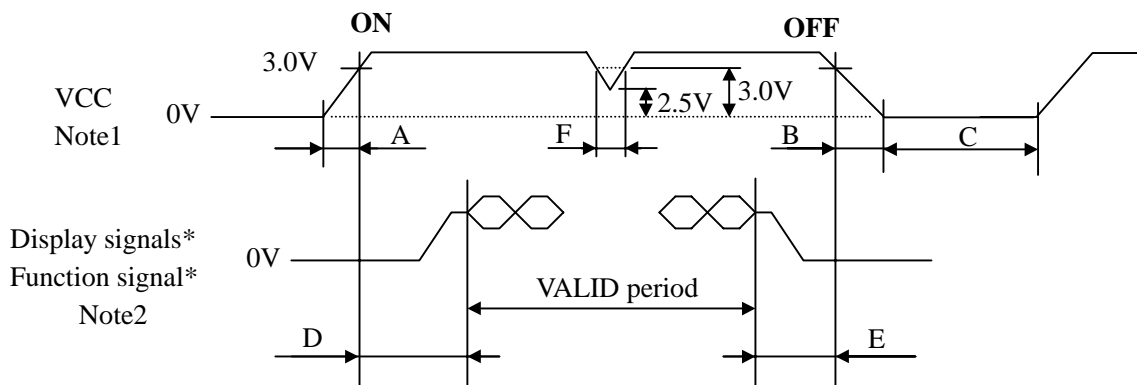 ON
OFF
3.0V
VCC
Note1
0V
2.5V
3.0V
A
F
B
C
Display signals*
Function signal*
Note2
0V
VALID period
D
E